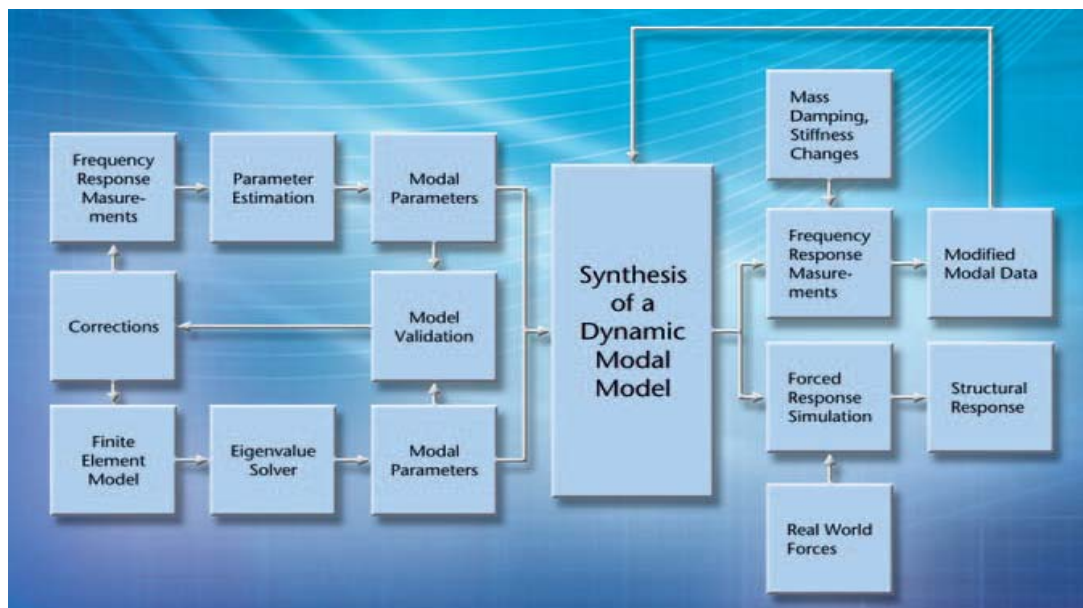 Frequency
Response
Masure-
ments
Parameter
Estimation
Modal
Parameters
Corrections
Model
Validation
Finite
Element
Model
Eigenvalue
Solver
Modal
Parameters
Synthesis
of a
Dynamic
Modal
Model
Mass
Damping,
Stiffness
Changes
Frequency
Response
Masure-
ments
Modified
Modal Data
Forced
Response
Simulation
Structural
Response
Real World
Forces